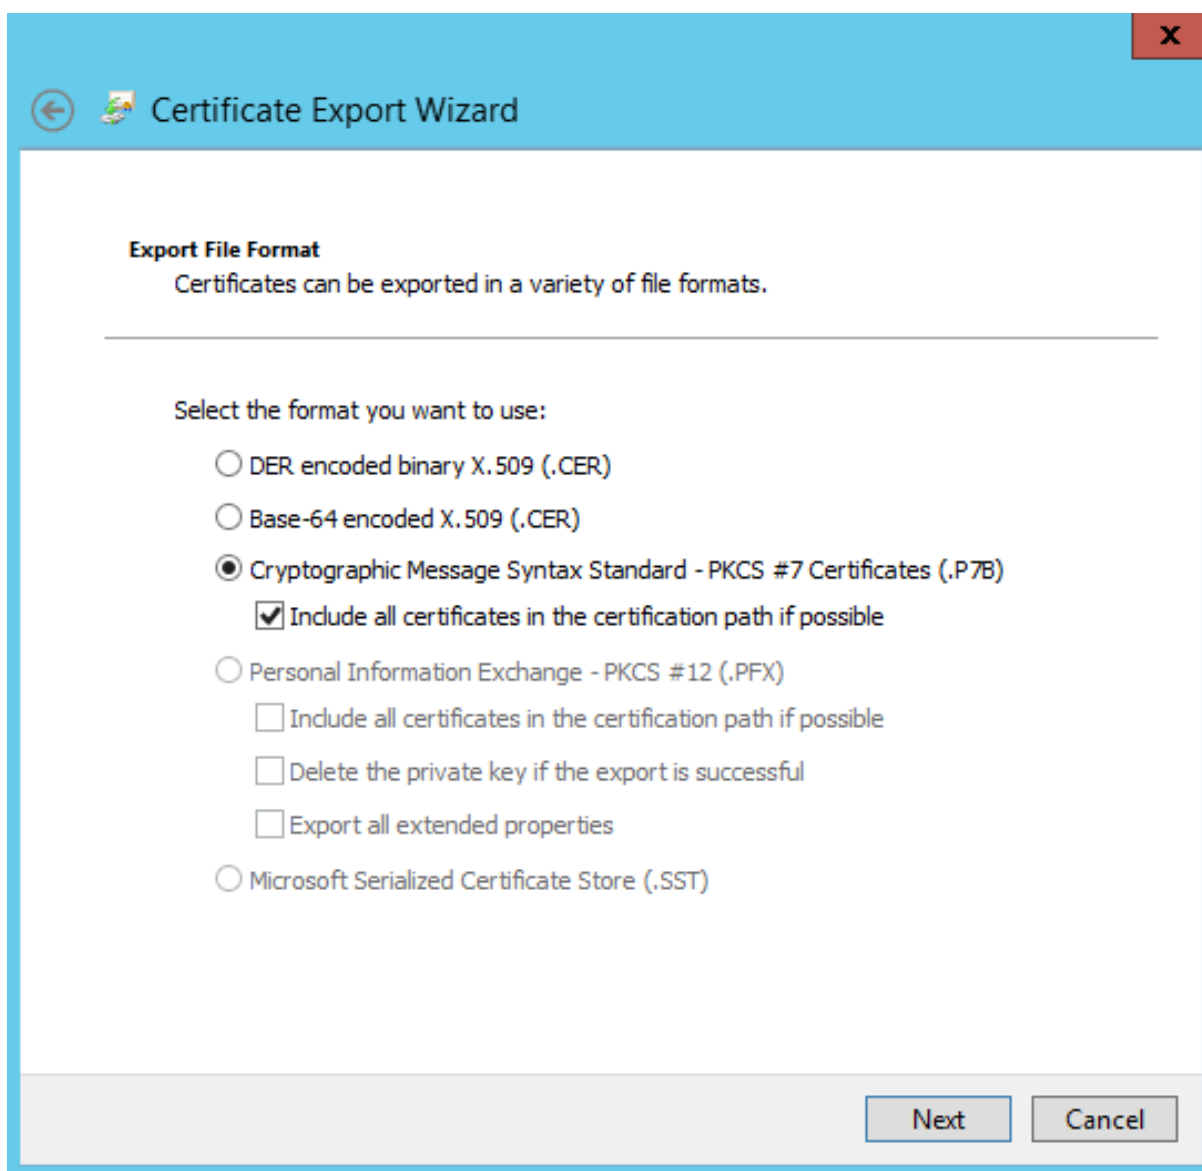 x
Certificate Export Wizard
Export File Format
Certificates can be exported in a variety of file formats.
Select the format you want to use:
DER encoded binary X.509 (.CER)
Base-64 encoded X.509 (.CER)
Cryptographic Message Syntax Standard - PKCS #7 Certificates (.P7B)
Include all certificates in the certification path if possible
Personal Information Exchange - PKCS #12 (.PFX)
Include all certificates in the certification path if possible
Delete the private key if the export is successful
Export all extended properties
Microsoft Serialized Certificate Store (.SST)
Next Cancel